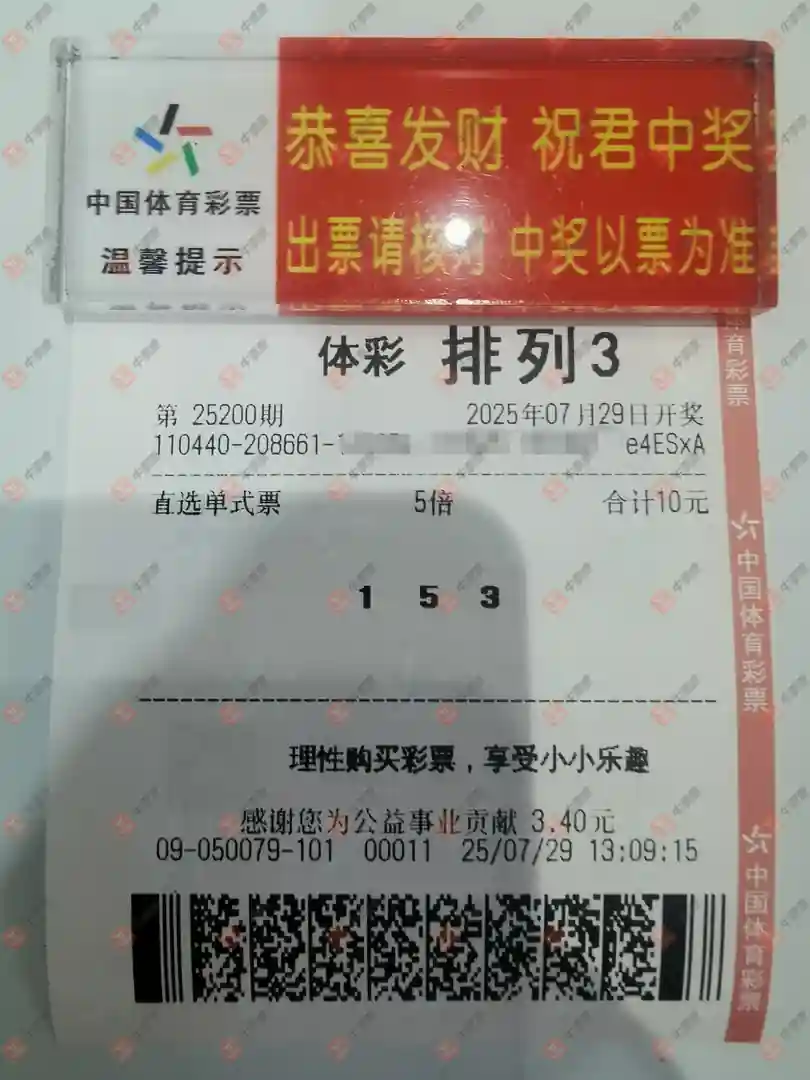 中国体育彩票
温馨提示
恭喜发财 祝君中奖
出票请核对 中奖以票为准
体彩 排列3
第 25200期 2025年07月29日开奖
110440-208661- e4ESxA
直选单式票 5倍 合计10元
1 5 3
理性购买彩票，享受小小乐趣
感谢您为公益事业贡献 3.40元
09-050079-101 00011 25/07/29 13:09:15
育彩票
中国体育彩票
中国体育彩票